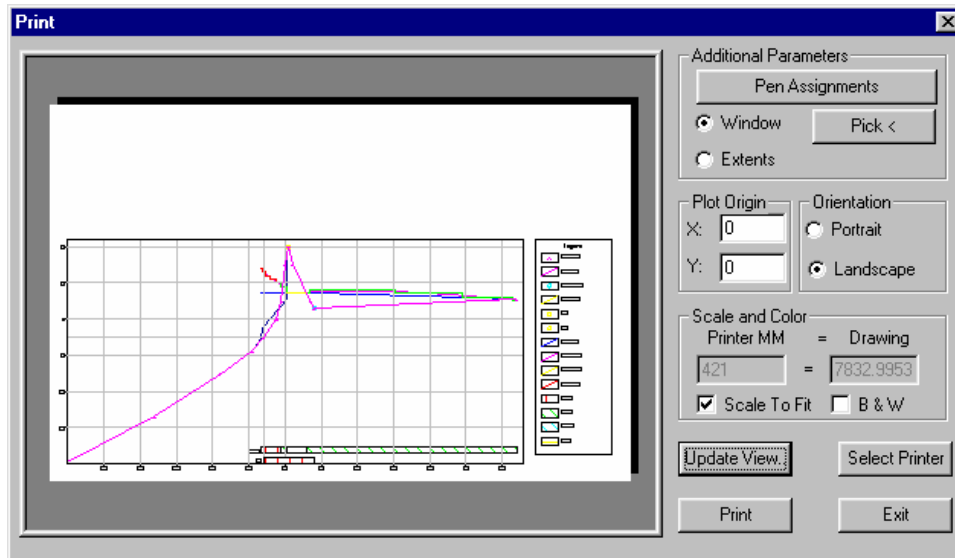 Print
Additional Parameters
Pen Assignments
Window
Pick <
Extents
Plot Origin
X: 0
Y: 0
Orientation
Portrait
Landscape
Scale and Color
Printer MM = Drawing
421 = 7832.9953
Scale To Fit
B & W
Update View..
Select Printer
Print
Exit